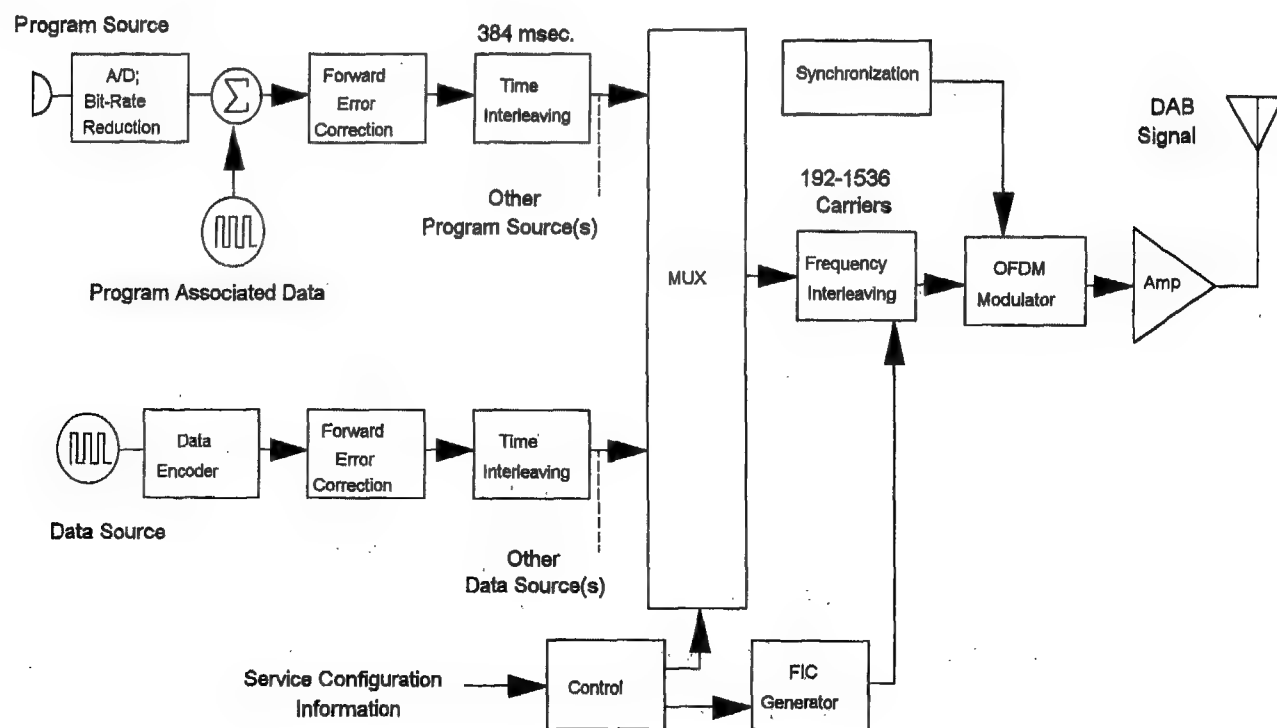 Program Source
A/D;
Bit-Rate
Reduction
Σ
Forward
Error
Correction
384 msec.
Time
Interleaving
Other
Program Source(s)
Program Associated Data
MUX
Synchronization
192-1536
Carriers
Frequency
Interleaving
OFDM
Modulator
Amp
DAB
Signal
Data Source
Data
Encoder
Forward
Error
Correction
Time
Interleaving
Other
Data Source(s)
Service Configuration
Information
Control
FIC
Generator